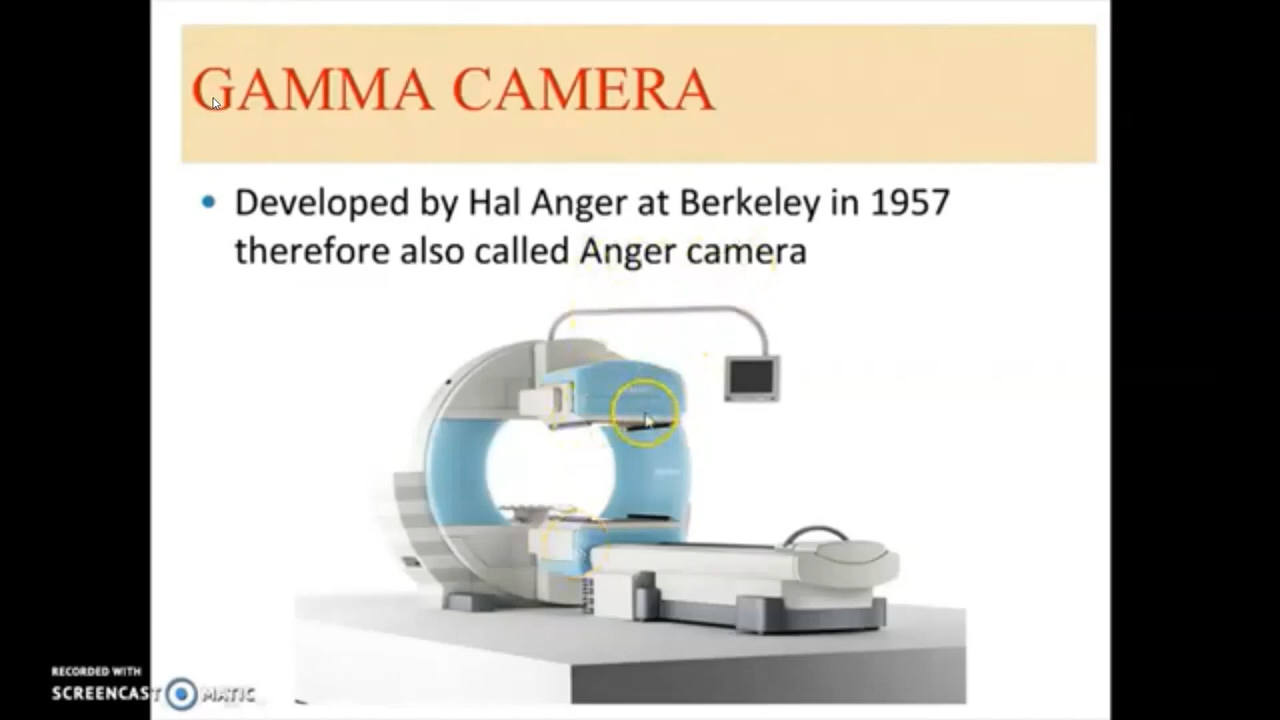 GAMMA CAMERA
• Developed by Hal Anger at Berkeley in 1957
therefore also called Anger camera
RECORDED WITH
SCREENCAST MATIC